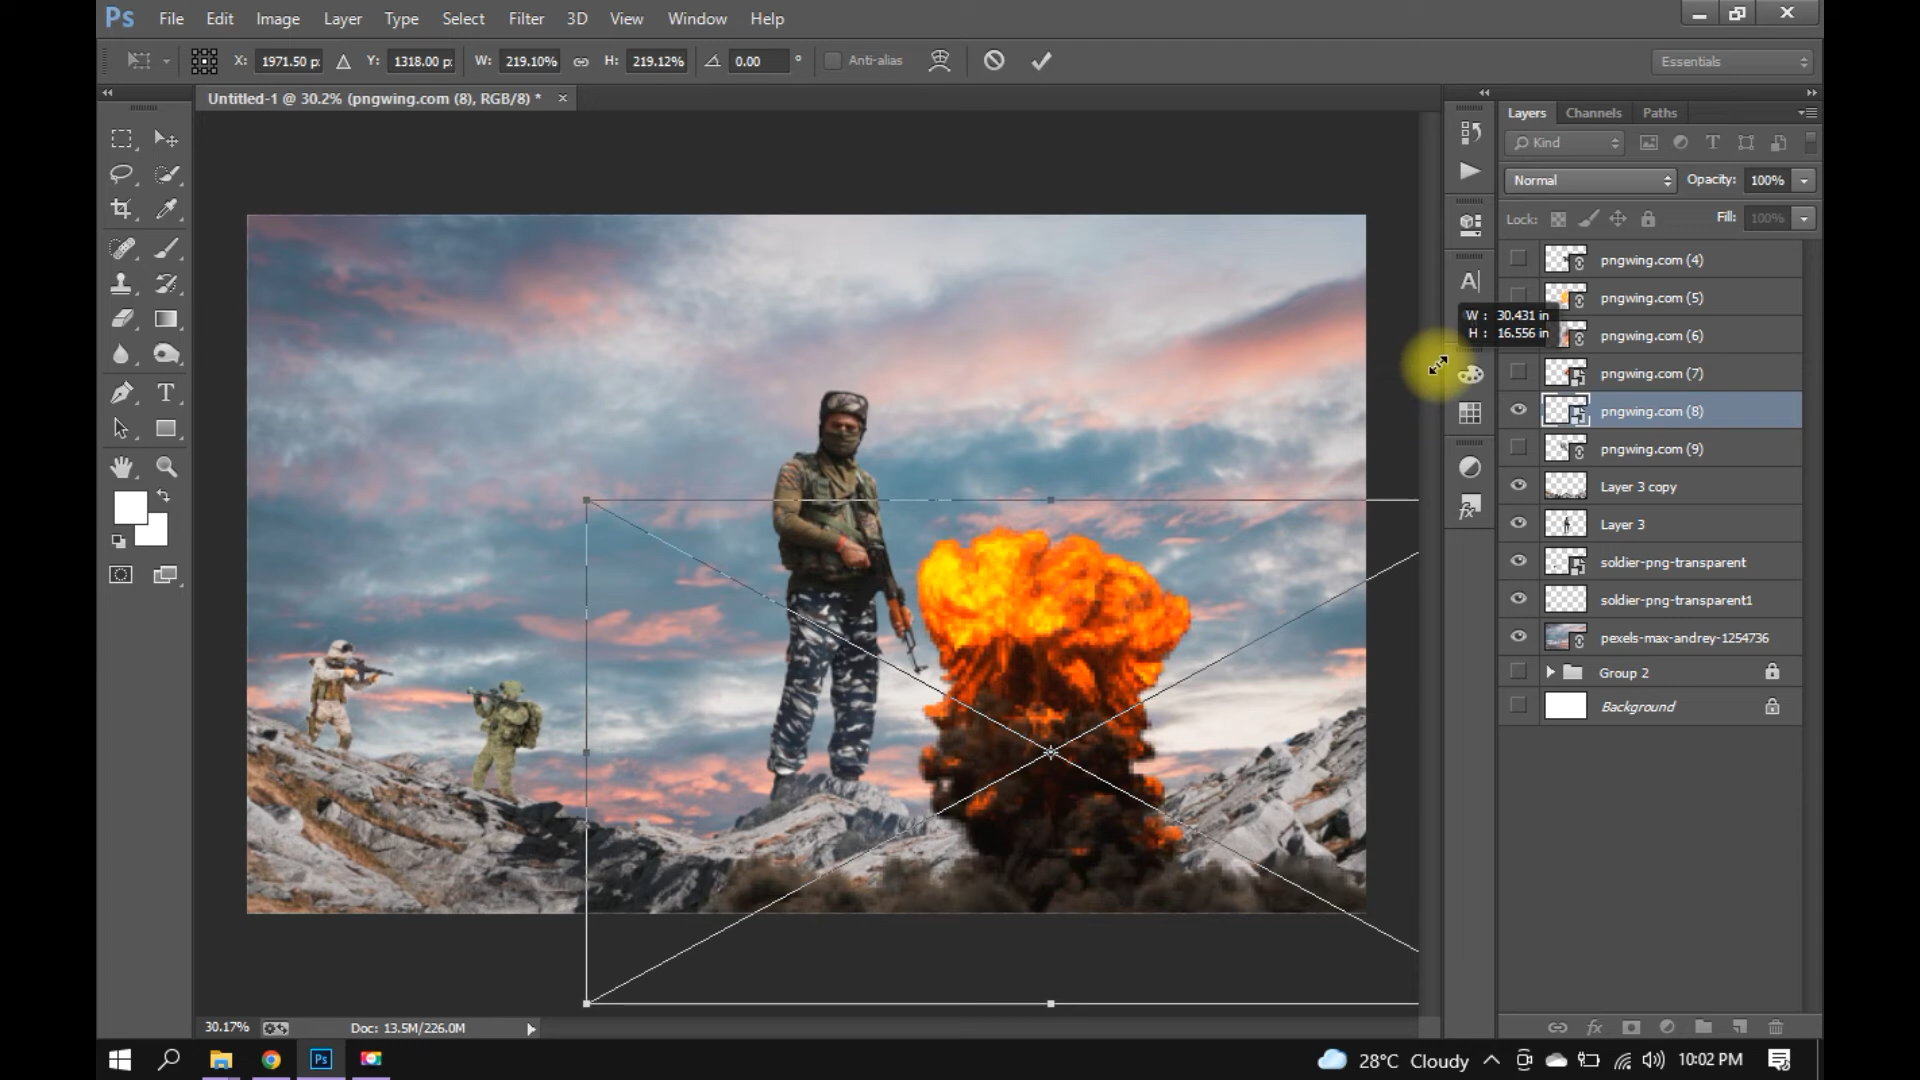 Ps File Edit Image Layer Type Select Filter 3D View Window Help
X: 1971.50 p: Y: 1318.00 p: W: 219.10% H: 219.12% 0.00 ° Anti-alias Essentials
Untitled-1 @ 30.2% (pngwing.com (8), RGB/8) * ×
Layers Channels Paths
Kind
Normal Opacity: 100%
Lock: Fill: 100%
pngwing.com (4)
pngwing.com (5)
W : 30.431 in
H : 16.556 in
pngwing.com (6)
pngwing.com (7)
pngwing.com (8)
pngwing.com (9)
Layer 3 copy
Layer 3
soldier-png-transparent
soldier-png-transparent1
pexels-max-andrey-1254736
Group 2
Background
30.17% Doc: 13.5M/226.0M
Ps 28°C Cloudy 10:02 PM